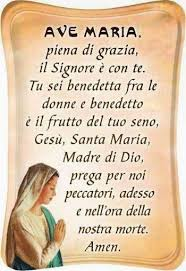 AVE MARIA,
piena di grazia,
il Signore è con te.
Tu sei benedetta fra le
donne e benedetto
è il frutto del tuo seno,
Gesù, Santa Maria,
Madre di Dio,
prega per noi
peccatori, adesso
e nell'ora della
nostra morte.
Amen.